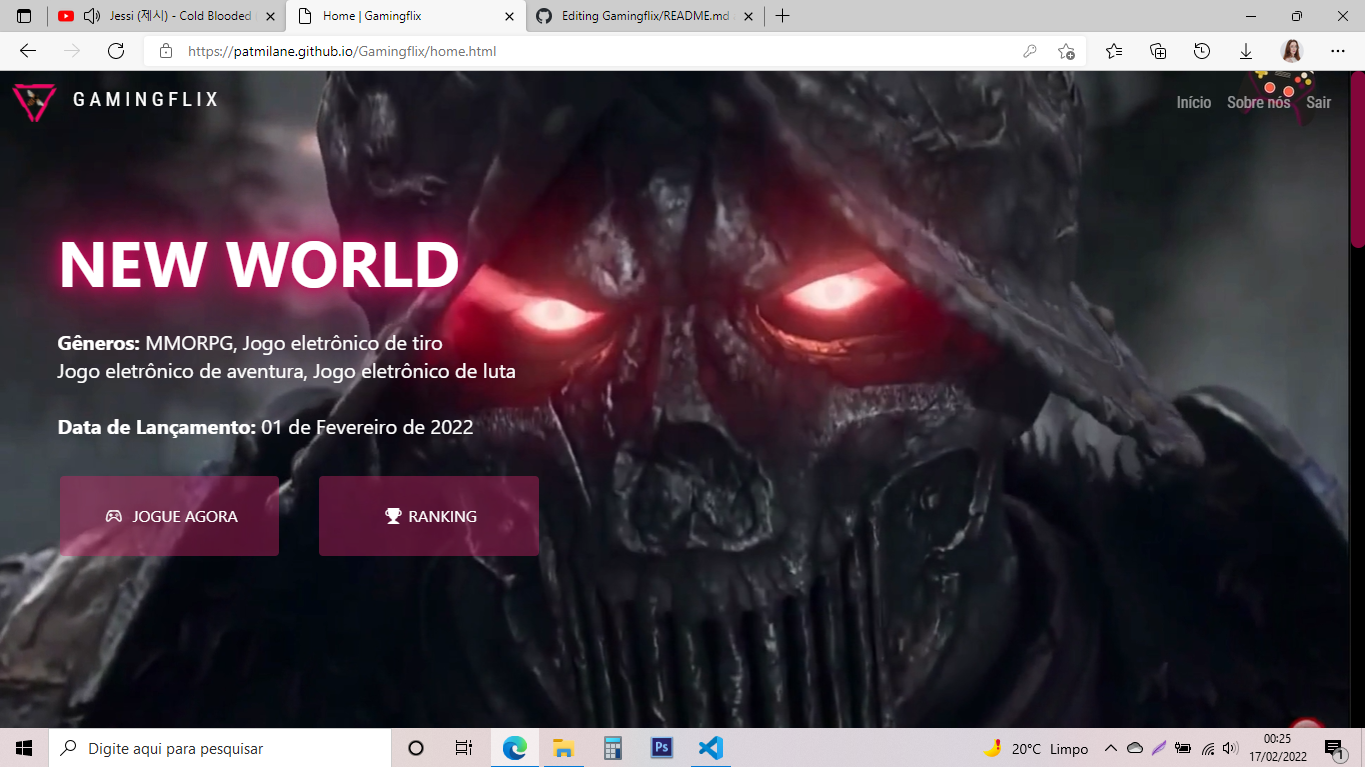 Jessi (제시) - Cold Blooded
Home | Gamingflix
Editing Gamingflix/README.md
https://patmilane.github.io/Gamingflix/home.html
GAMINGFLIX
Início Sobre nós Sair
NEW WORLD
Gêneros: MMORPG, Jogo eletrônico de tiro
Jogo eletrônico de aventura, Jogo eletrônico de luta
Data de Lançamento: 01 de Fevereiro de 2022
JOGUE AGORA
RANKING
Digite aqui para pesquisar
Ps
20°C Limpo
00:25
17/02/2022
1